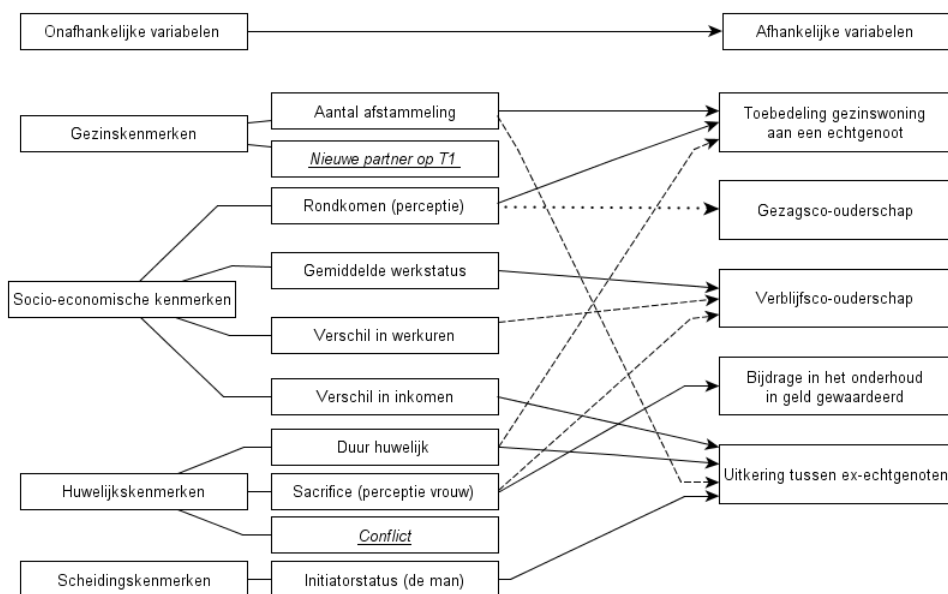 Onafhankelijke variabelen
Afhankelijke variabelen
Gezinskenmerken
Aantal afstammeling
Nieuwe partner op T1
Toebedeling gezinswoning
aan een echtgenoot
Socio-economische kenmerken
Rondkomen (perceptie)
Gezagsco-ouderschap
Gemiddelde werkstatus
Verblijfsco-ouderschap
Verschil in werkuren
Verschil in inkomen
Bijdrage in het onderhoud
in geld gewaardeerd
Huwelijkskenmerken
Duur huwelijk
Sacrifice (perceptie vrouw)
Conflict
Uitkering tussen ex-echtgenoten
Scheidingskenmerken
Initiatorstatus (de man)